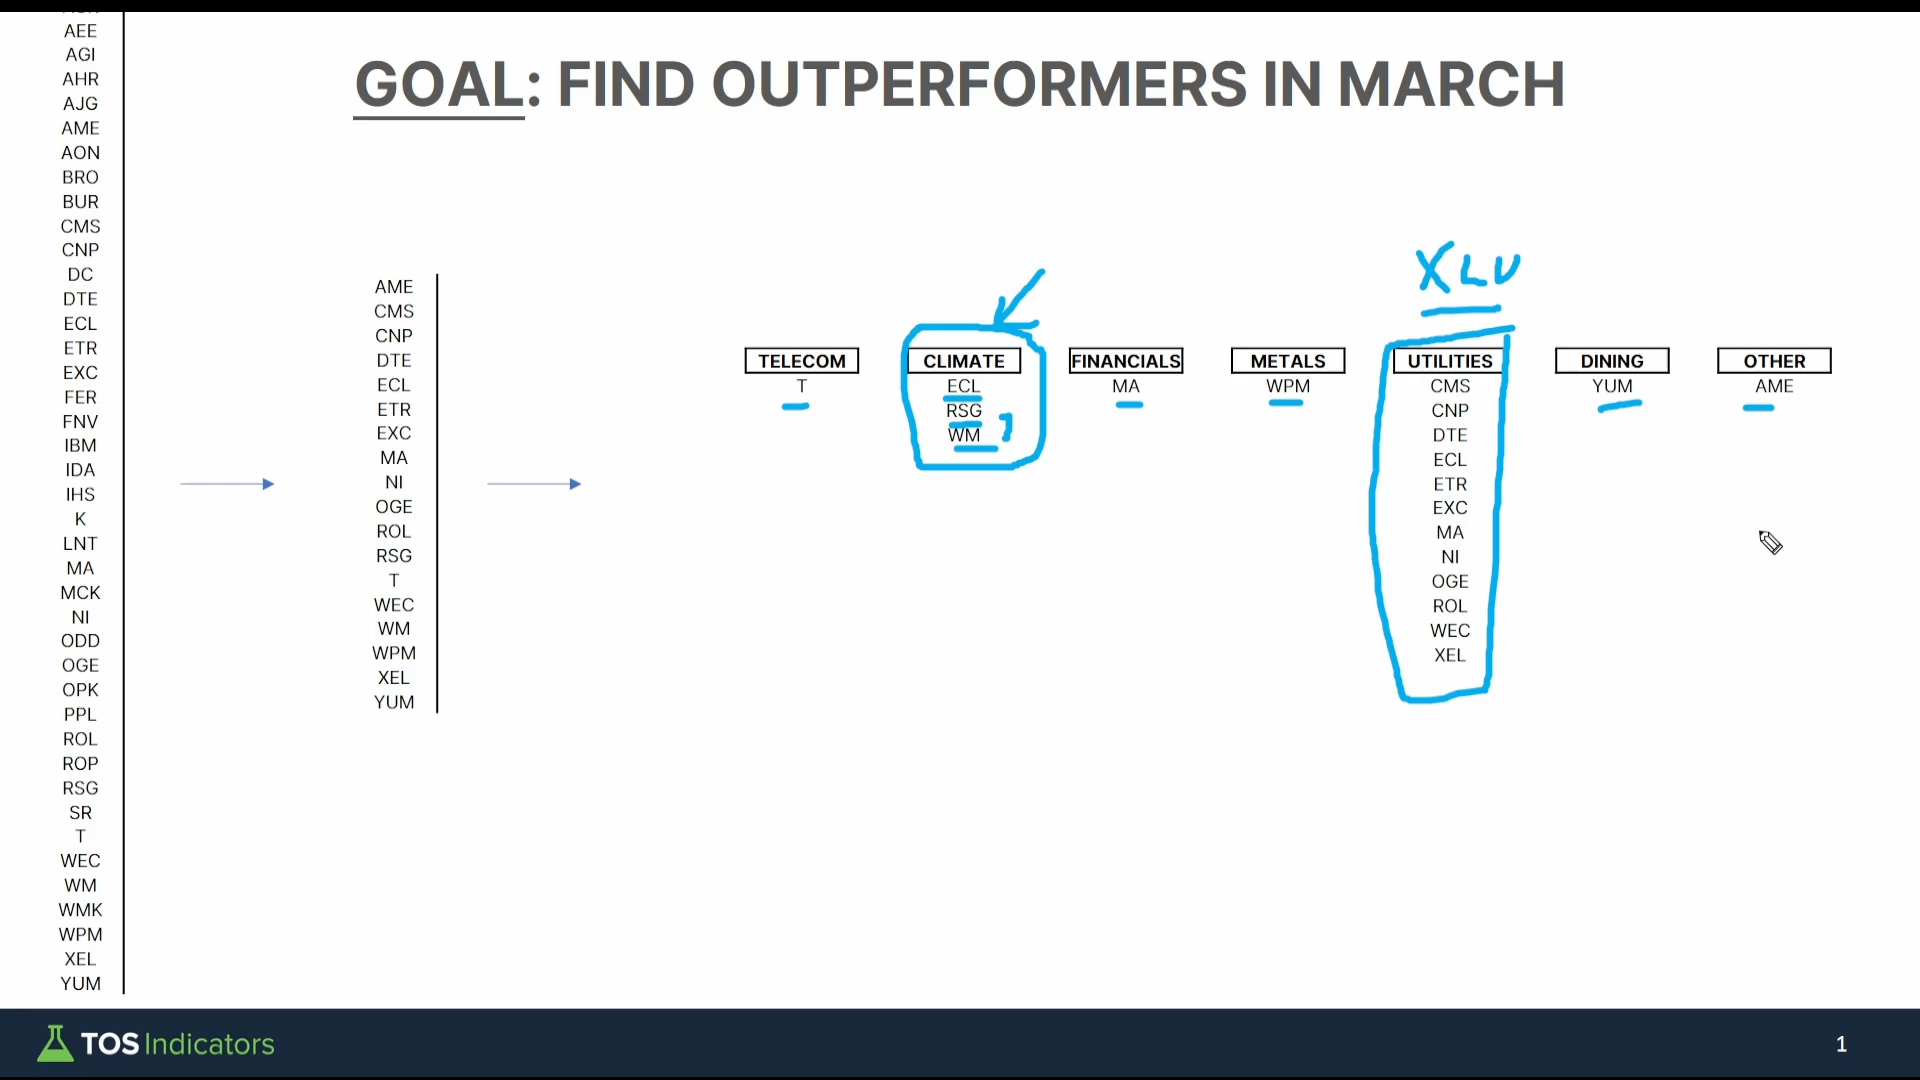 GOAL: FIND OUTPERFORMERS IN MARCH
AEE
AGI
AHR
AJG
AME
AON
BRO
BUR
CMS
CNP
DC
DTE
ECL
ETR
EXC
FER
FNV
IBM
IDA
IHS
K
LNT
MA
MCK
NI
ODD
OGE
OPK
PPL
ROL
ROP
RSG
SR
T
WEC
WM
WMK
WPM
XEL
YUM
AME
CMS
CNP
DTE
ECL
ETR
EXC
MA
NI
OGE
ROL
RSG
T
WEC
WM
WPM
XEL
YUM
TELECOM
T
CLIMATE
ECL
RSG
WM
FINANCIALS
MA
METALS
WPM
XLU
UTILITIES
CMS
CNP
DTE
ECL
ETR
EXC
MA
NI
OGE
ROL
WEC
XEL
DINING
YUM
OTHER
AME
TOS Indicators
1